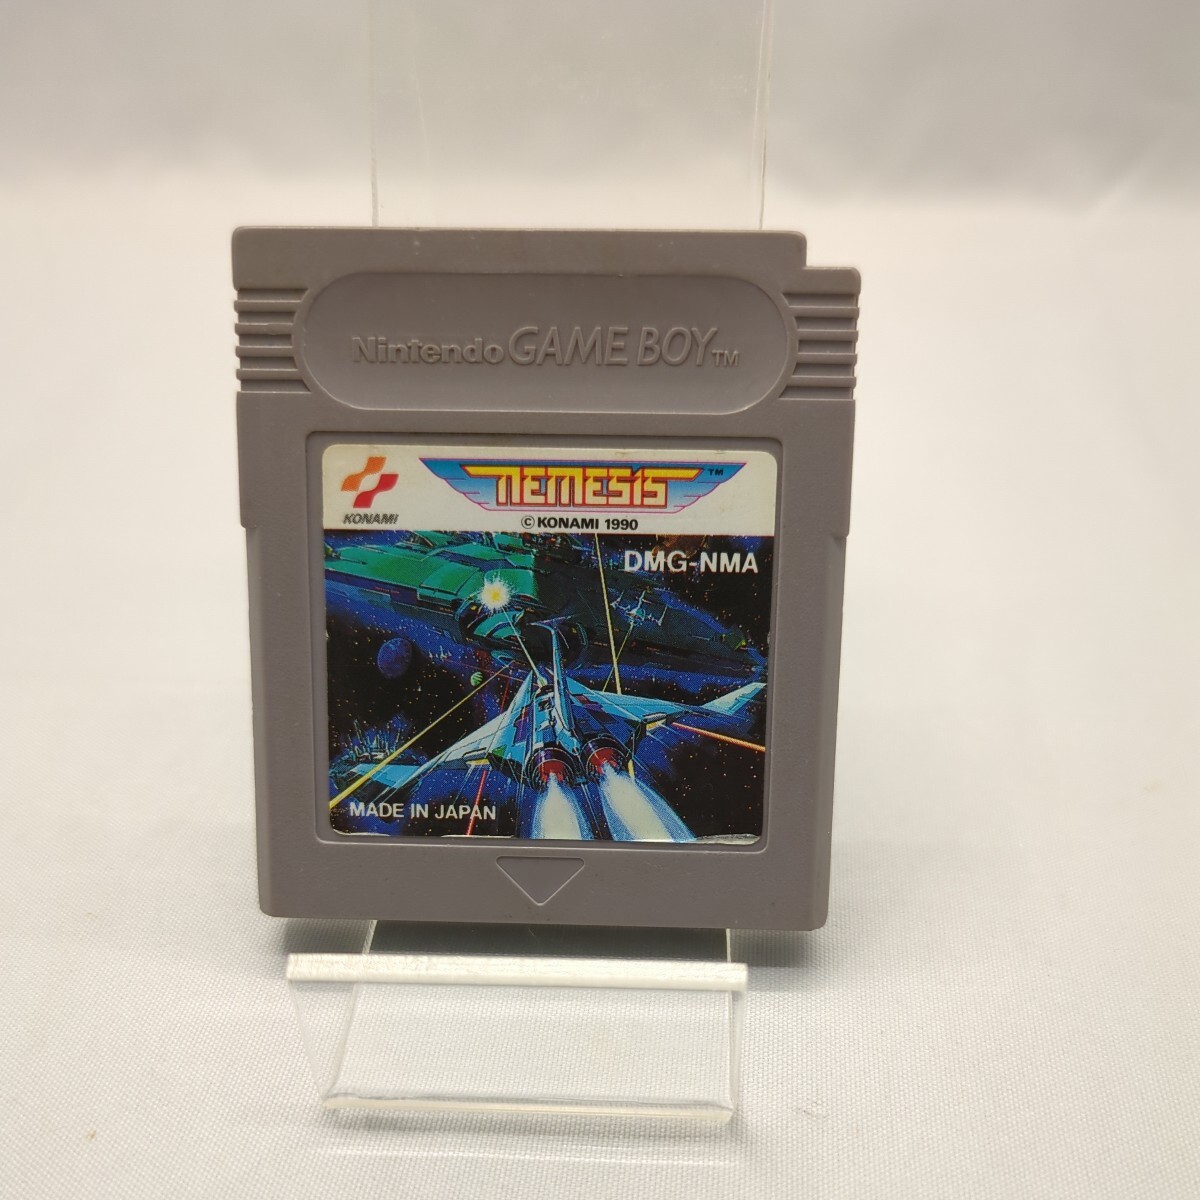 Nintendo GAME BOY TM
KONAMI
NEMESIS TM
© KONAMI 1990
DMG-NMA
MADE IN JAPAN